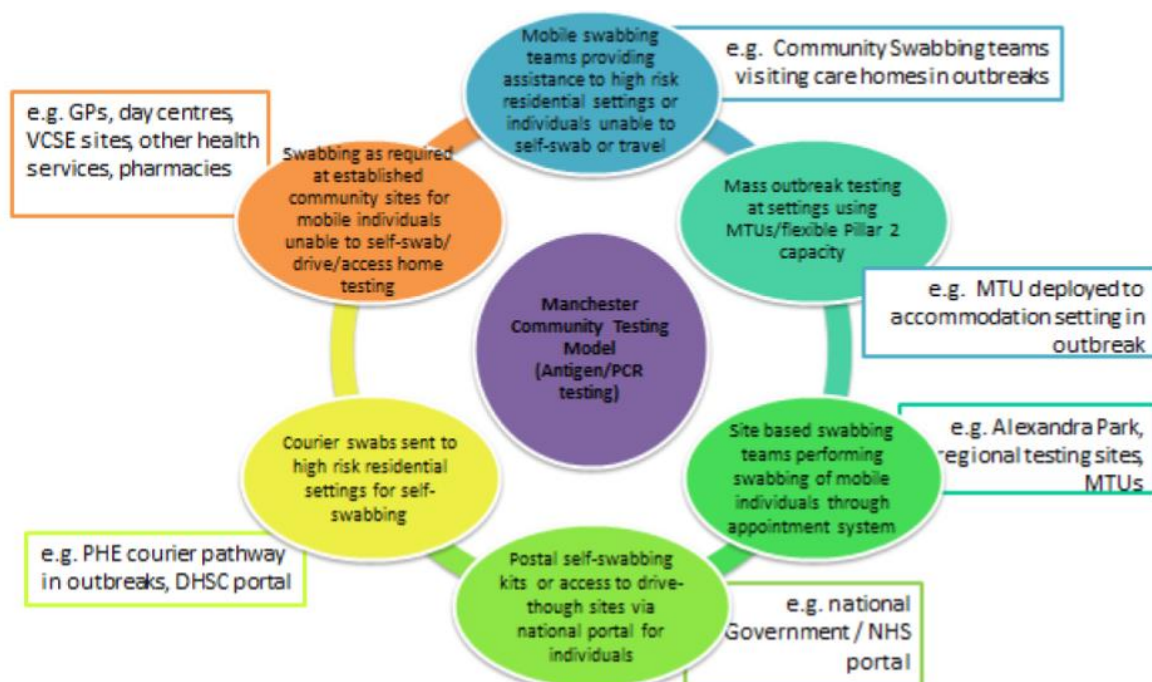 Mobile swabbing
teams providing
assistance to high risk
residential settings or
individuals unable to
self-swab or travel
e.g. Community Swabbing teams
visiting care homes in outbreaks
Mass outbreak testing
at settings using
MTUs/flexible Pillar 2
capacity
e.g. MTU deployed to
accommodation setting in
outbreak
Site based swabbing
teams performing
swabbing of mobile
individuals through
appointment system
e.g. Alexandra Park,
regional testing sites,
MTUs
Postal self-swabbing
kits or access to drive-
though sites via
national portal for
individuals
e.g. national
Government / NHS
portal
Courier swabs sent to
high risk residential
settings for self-
swabbing
e.g. PHE courier pathway
in outbreaks, DHSC portal
Swabbing as required
at established
community sites for
mobile individuals
unable to self-swab/
drive/access home
testing
e.g. GPs, day centres,
VCSE sites, other health
services, pharmacies
Manchester
Community Testing
Model
(Antigen/PCR
testing)